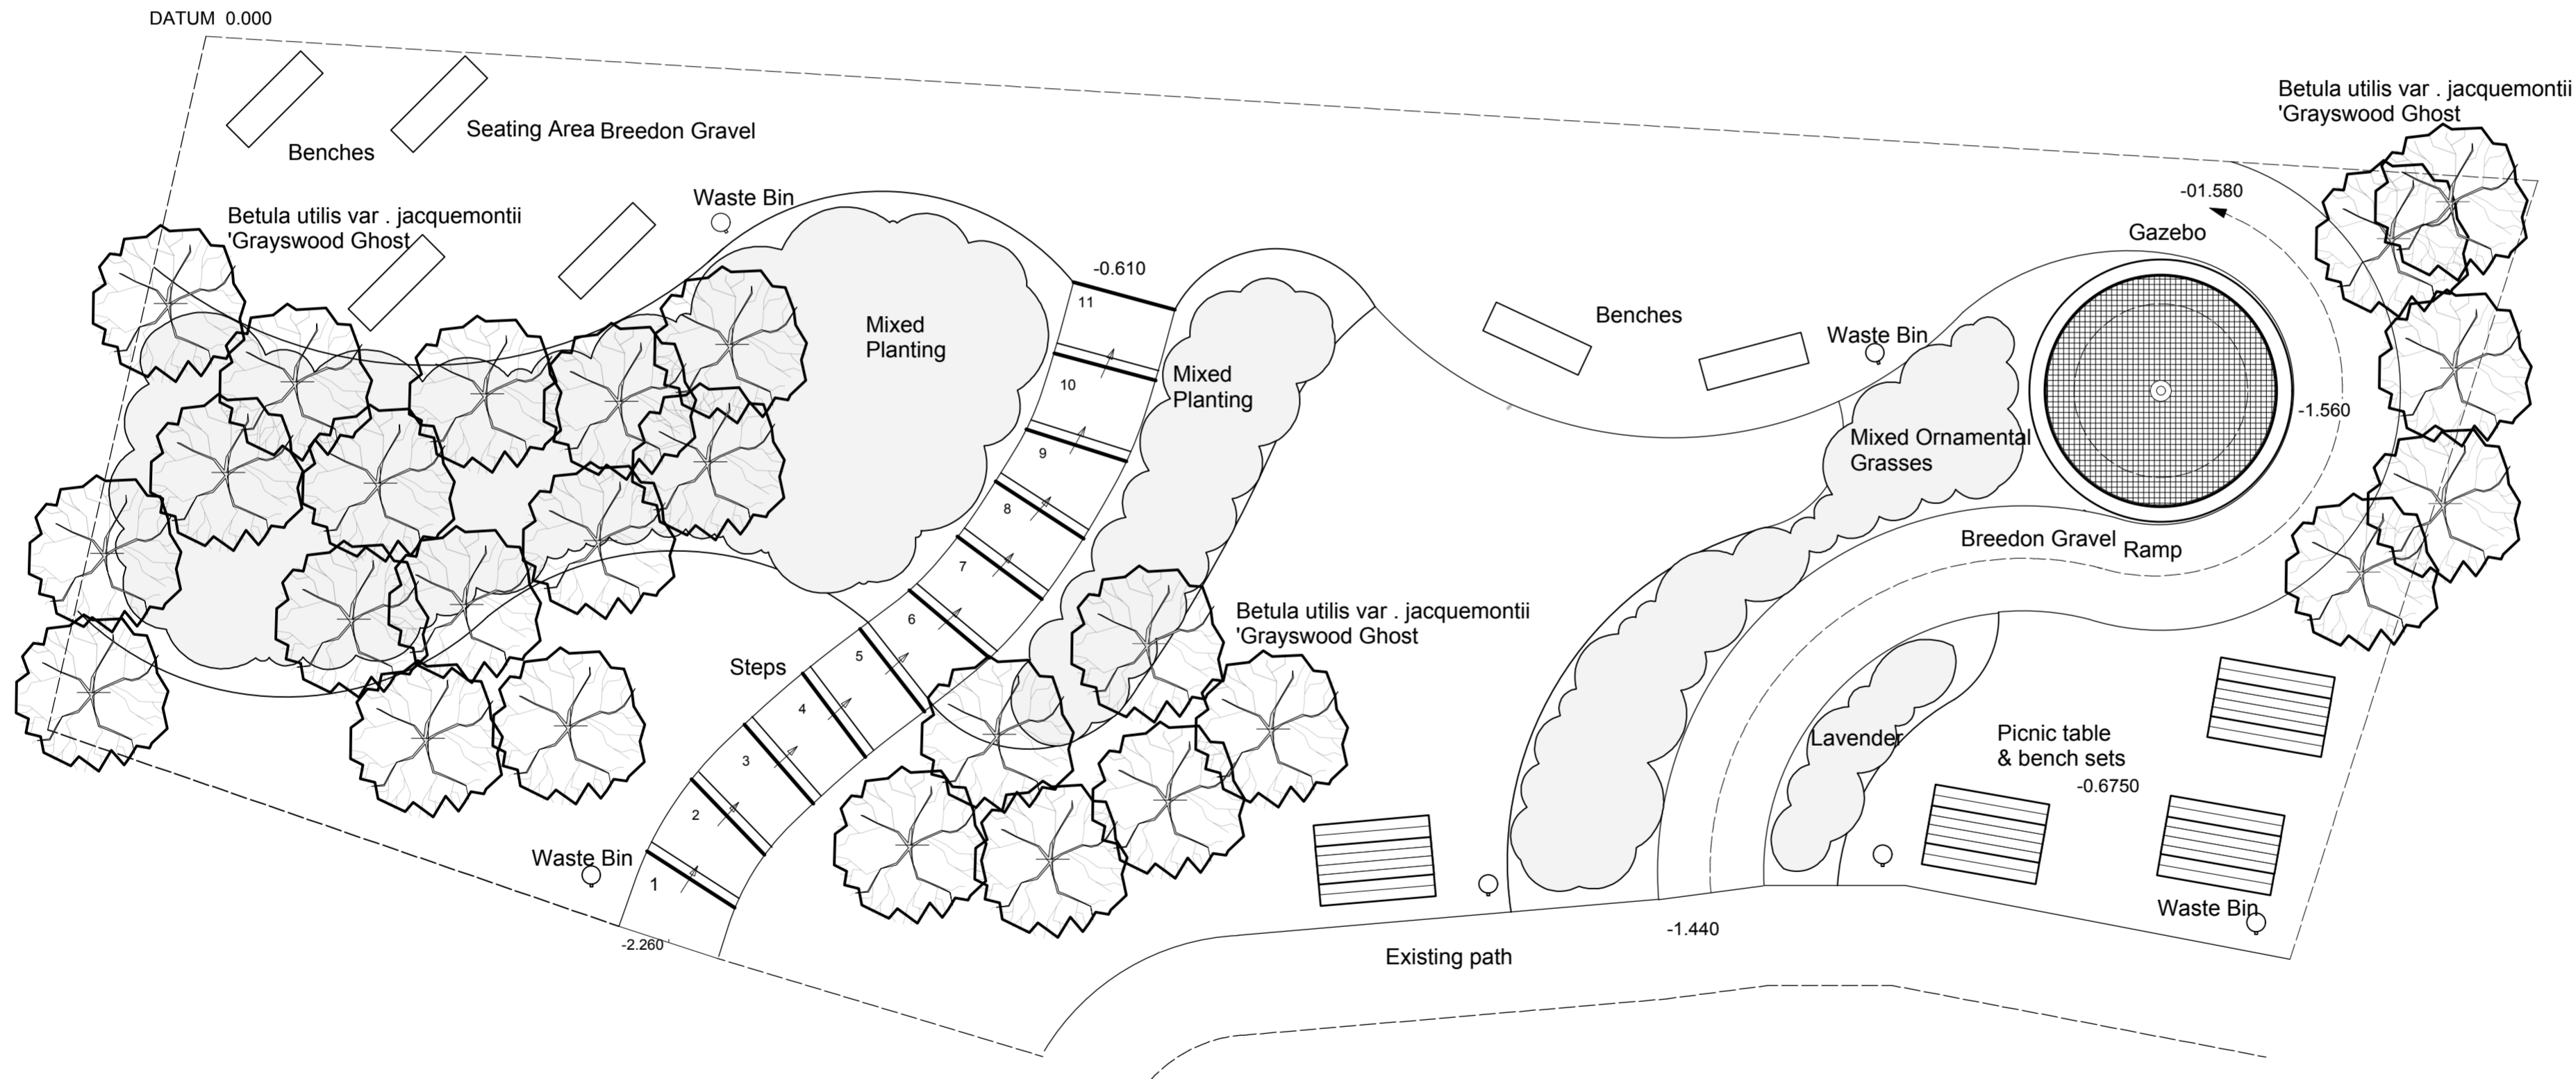 DATUM 0.000
Benches
Seating Area Breedon Gravel
Betula utilis var . jacquemontii
'Grayswood Ghost
Waste Bin
Mixed
Planting
-0.610
11
10
9
8
7
6
5
4
3
2
1
Mixed
Planting
Steps
Waste Bin
-2.260
Betula utilis var . jacquemontii
'Grayswood Ghost
Benches
Waste Bin
Mixed Ornamental
Grasses
Gazebo
-01.580
-1.560
Betula utilis var . jacquemontii
'Grayswood Ghost
Breedon Gravel Ramp
Lavender
Picnic table
& bench sets
-0.6750
Waste Bin
-1.440
Existing path